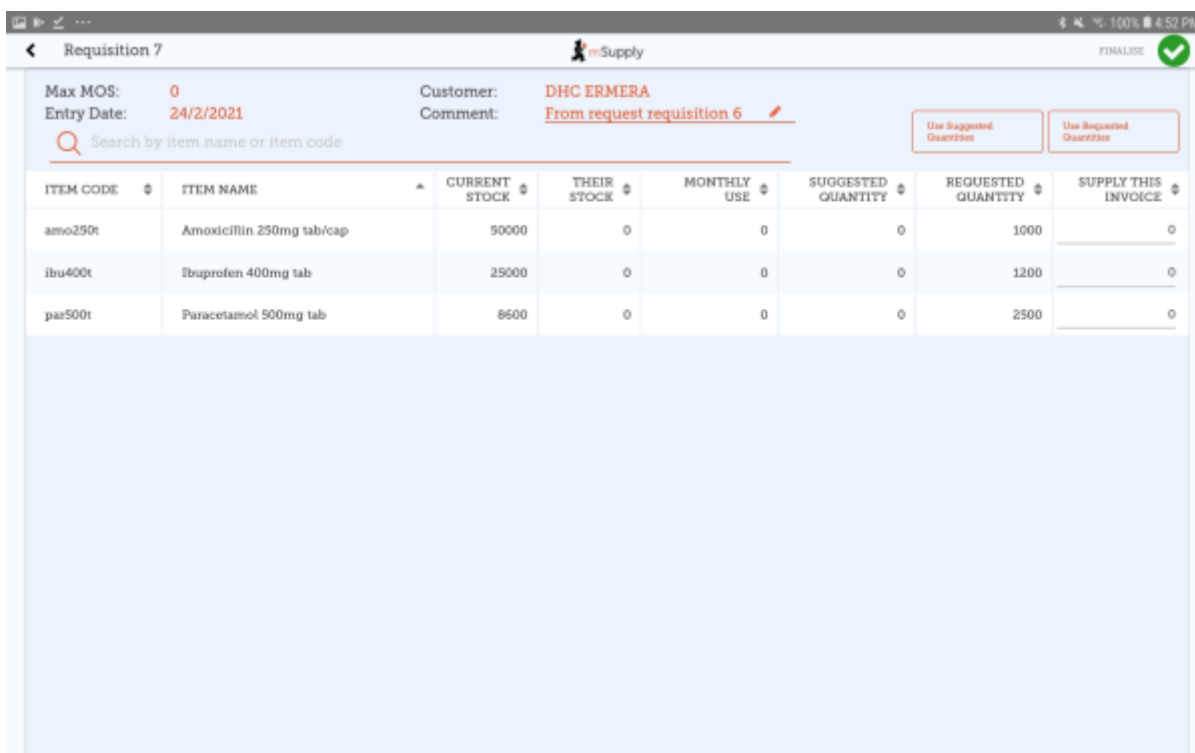 100% 4:52 PM
Requisition 7
mSupply
FINALISE
Max MOS: 0
Customer: DHC ERMERA
Entry Date: 24/2/2021
Comment: From request requisition 6
Search by item name or item code
Use Suggested
Quantities
Use Requested
Quantities
ITEM CODE ITEM NAME CURRENT STOCK THEIR STOCK MONTHLY USE SUGGESTED QUANTITY REQUESTED QUANTITY SUPPLY THIS INVOICE
amo250t Amoxicillin 250mg tab/cap 50000 0 0 0 1000 0
ibu400t Ibuprofen 400mg tab 25000 0 0 0 1200 0
par500t Paracetamol 500mg tab 8600 0 0 0 2500 0